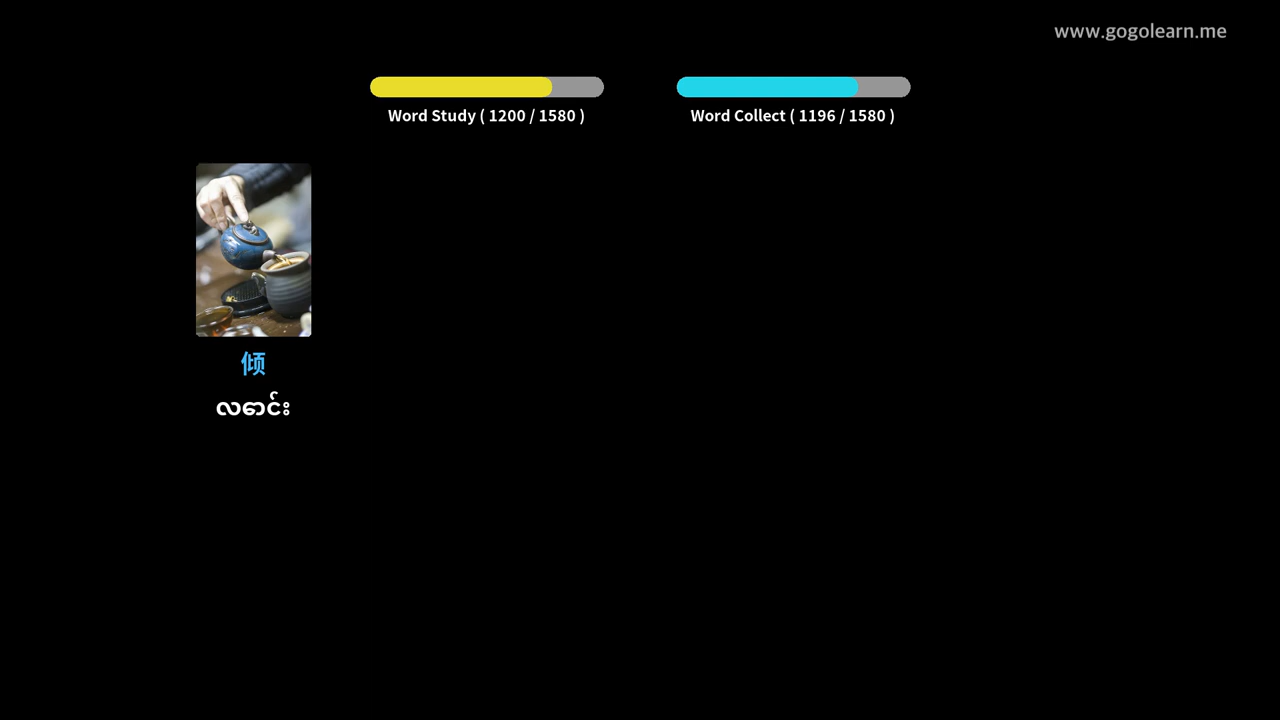 www.gogolearn.me
Word Study ( 1200 / 1580 )
Word Collect ( 1196 / 1580 )
倾
လောင်း